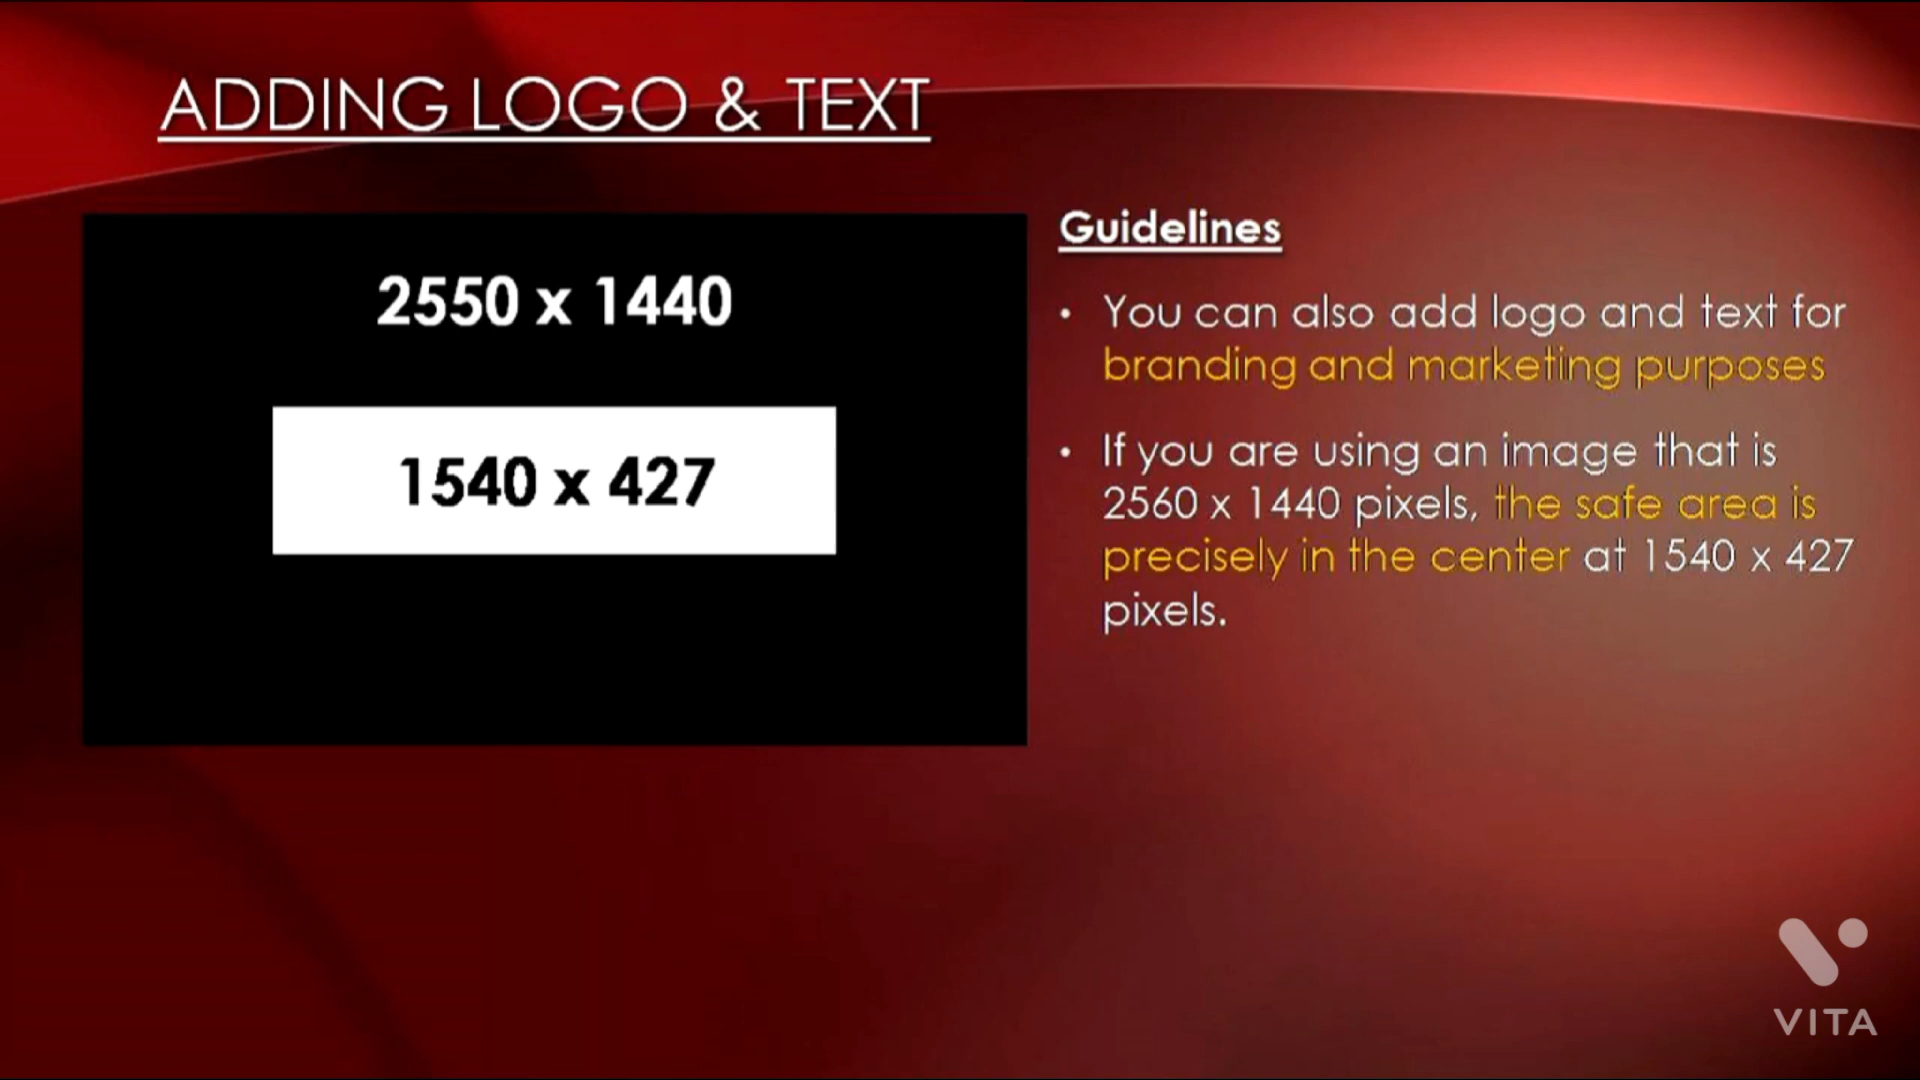 ADDING LOGO & TEXT
2550 x 1440
1540 x 427
Guidelines
• You can also add logo and text for
branding and marketing purposes
• If you are using an image that is
2560 x 1440 pixels, the safe area is
precisely in the center at 1540 x 427
pixels.
VITA